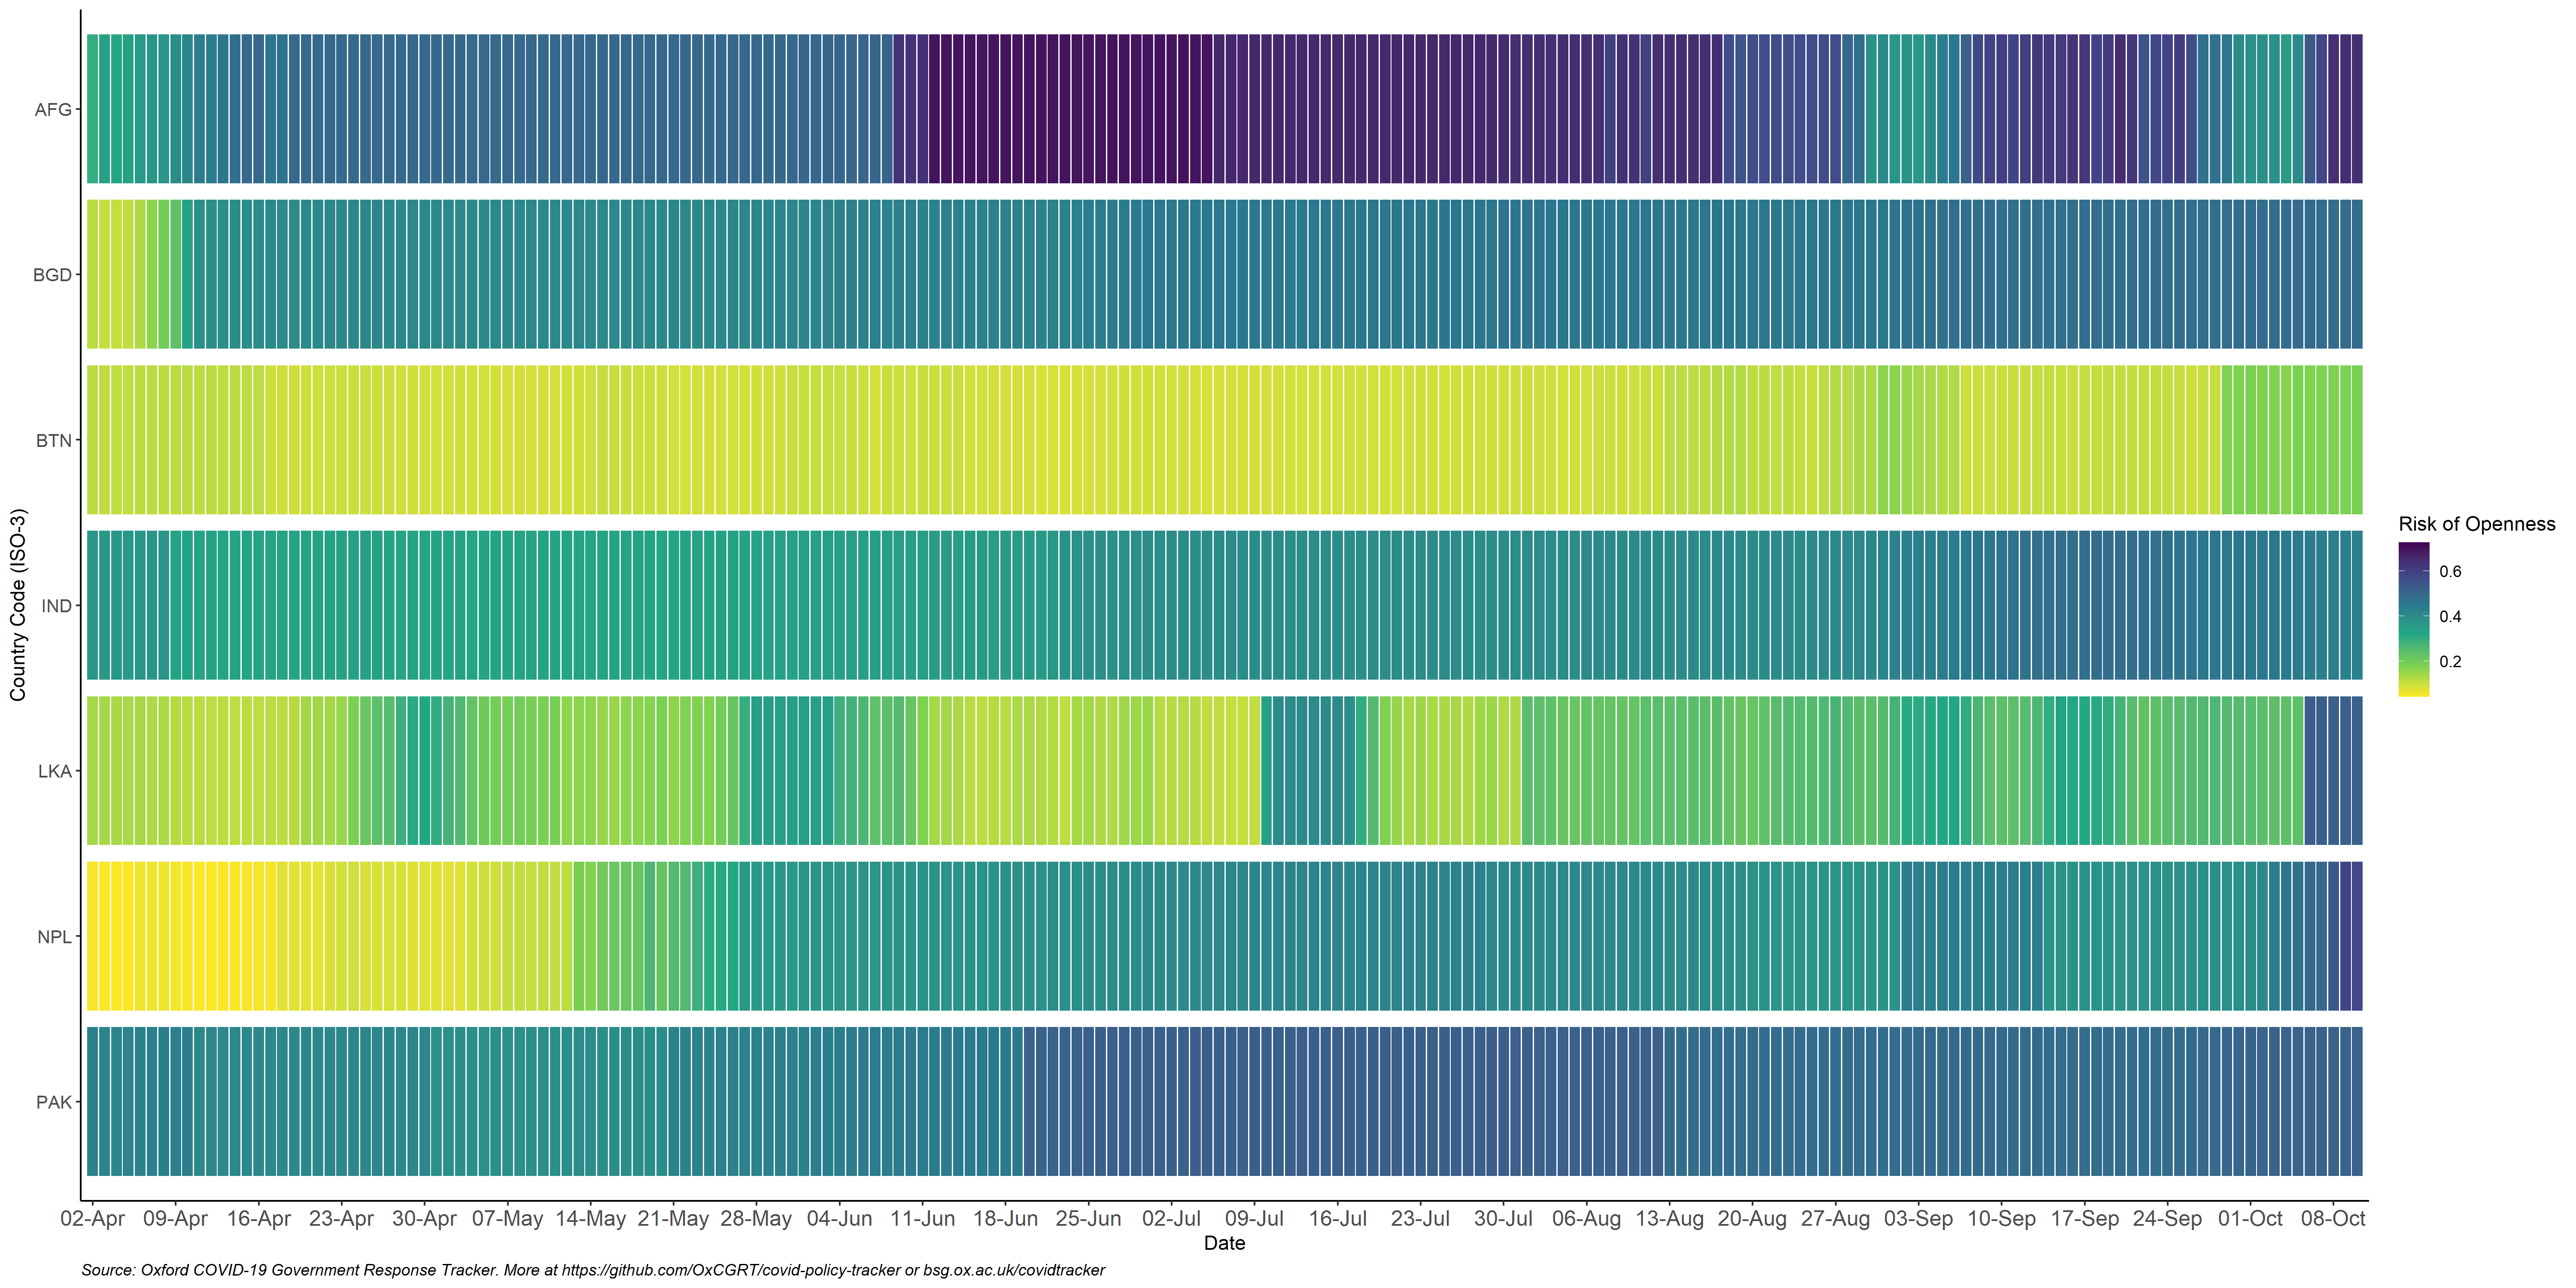 AFG
BGD
BTN
IND
LKA
NPL
PAK
Country Code (ISO-3)
Risk of Openness
0.6
0.4
0.2
02-Apr 09-Apr 16-Apr 23-Apr 30-Apr 07-May 14-May 21-May 28-May 04-Jun 11-Jun 18-Jun 25-Jun 02-Jul 09-Jul 16-Jul 23-Jul 30-Jul 06-Aug 13-Aug 20-Aug 27-Aug 03-Sep 10-Sep 17-Sep 24-Sep 01-Oct 08-Oct
Date
Source: Oxford COVID-19 Government Response Tracker. More at https://github.com/OxCGRT/covid-policy-tracker or bsg.ox.ac.uk/covidtracker